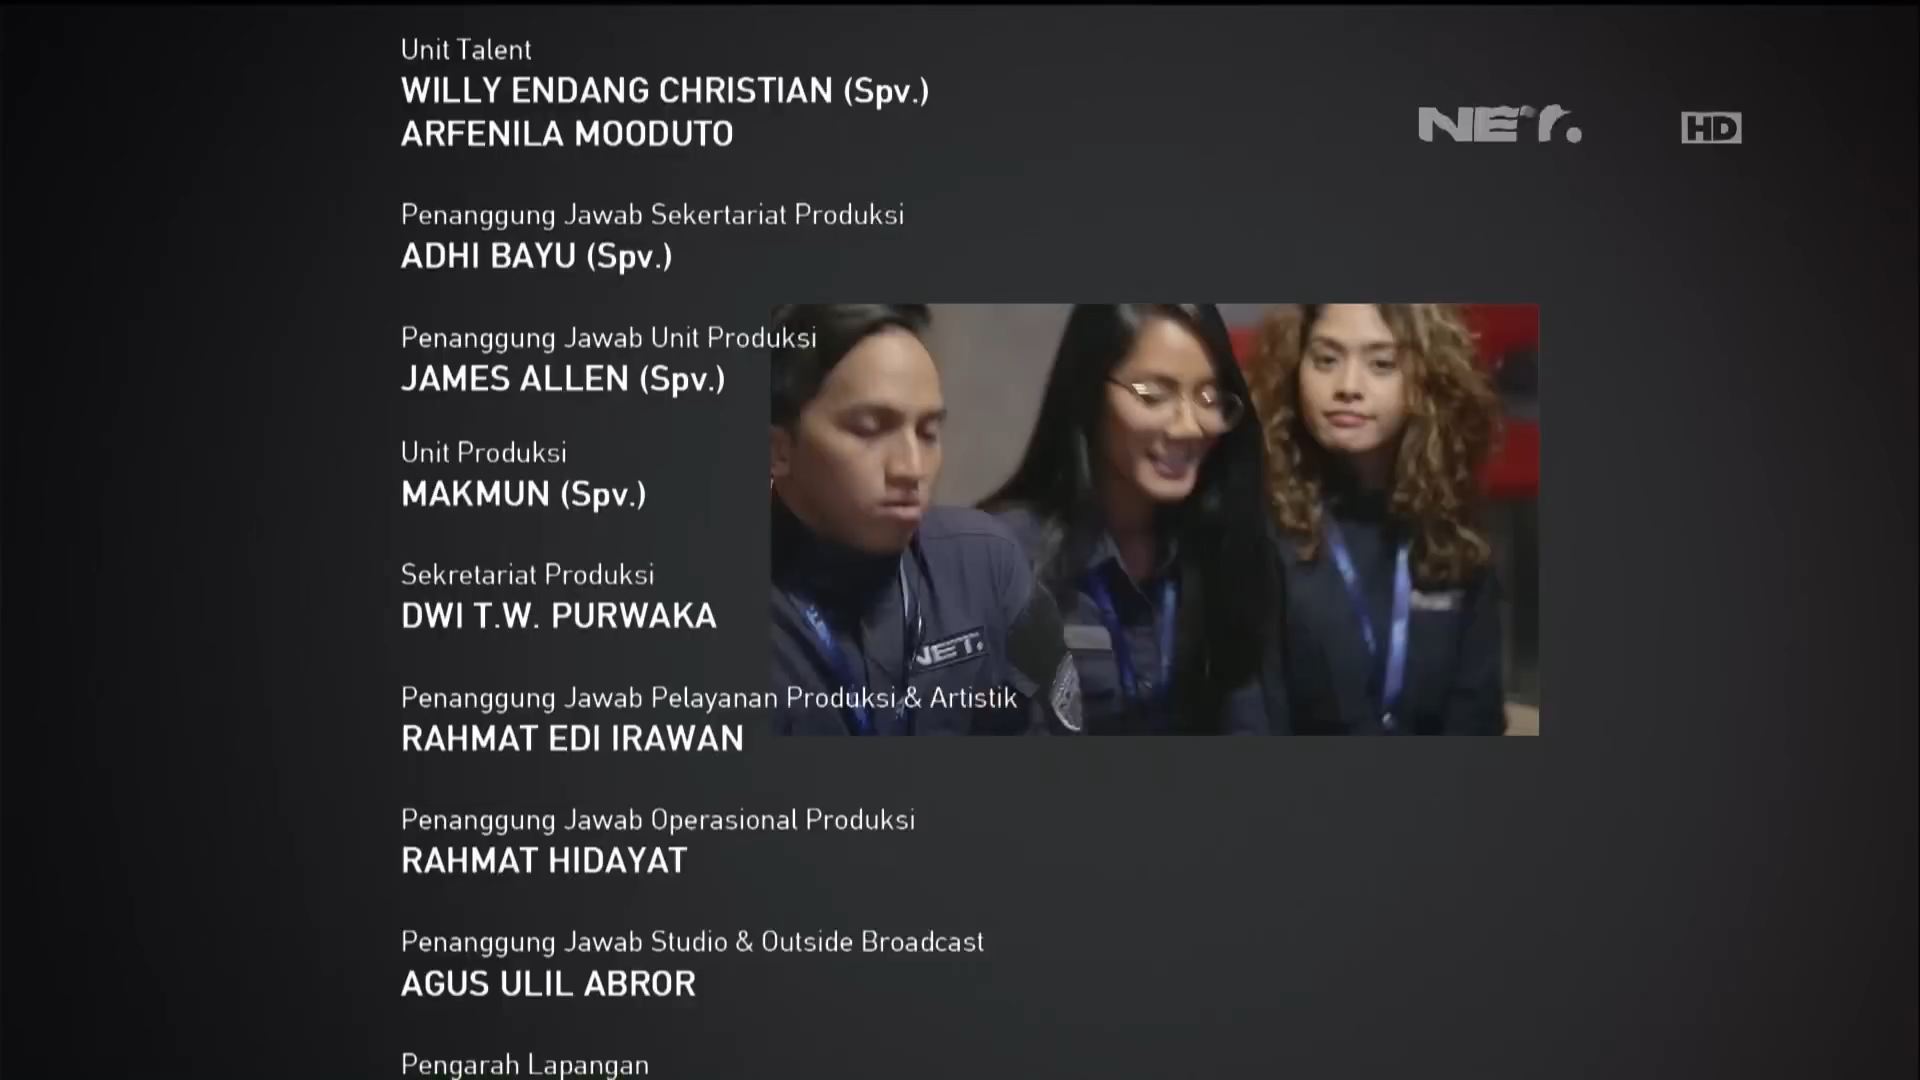 Unit Talent
WILLY ENDANG CHRISTIAN (Spv.)
ARFENILA MOODUTO
NET.
HD
Penanggung Jawab Sekertariat Produksi
ADHI BAYU (Spv.)
Penanggung Jawab Unit Produksi
JAMES ALLEN (Spv.)
Unit Produksi
MAKMUN (Spv.)
Sekretariat Produksi
DWI T.W. PURWAKA
NET.
Penanggung Jawab Pelayanan Produksi & Artistik
RAHMAT EDI IRAWAN
Penanggung Jawab Operasional Produksi
RAHMAT HIDAYAT
Penanggung Jawab Studio & Outside Broadcast
AGUS ULIL ABROR
Pengarah Lapangan